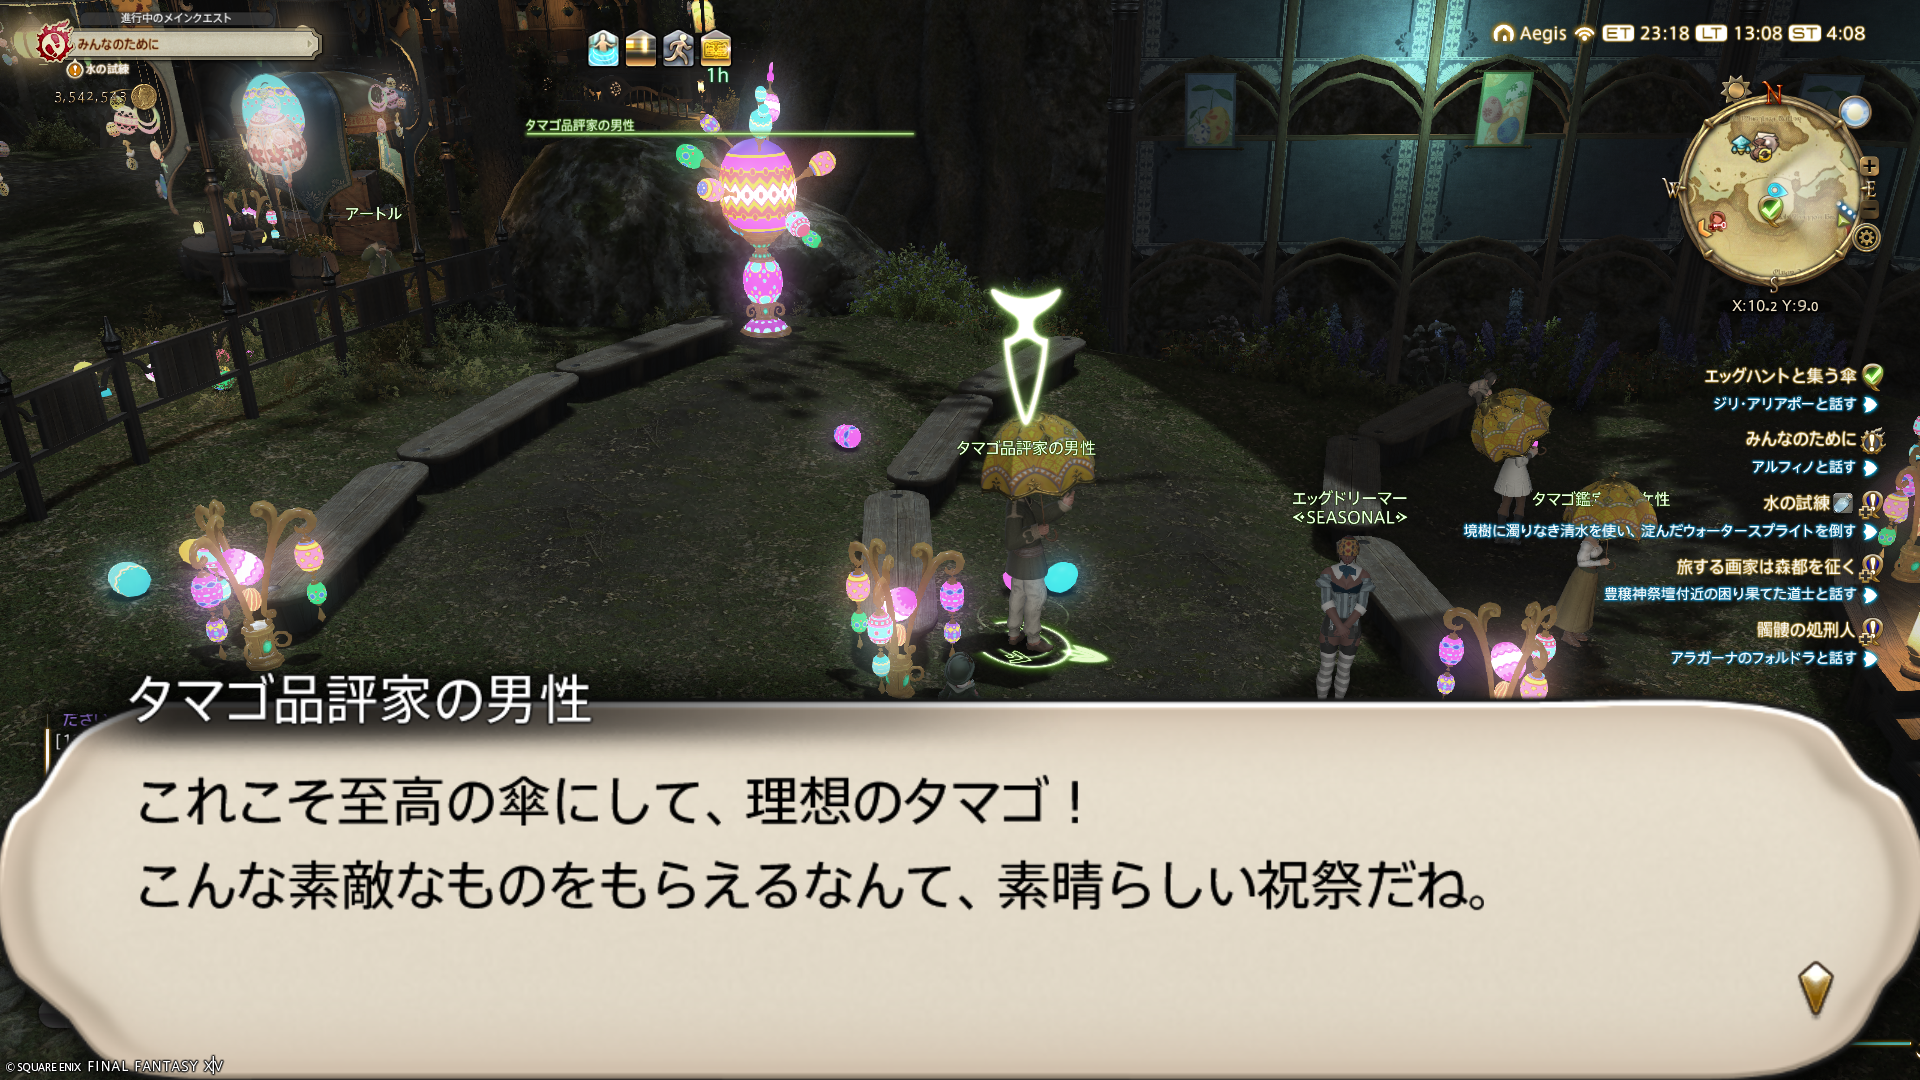 進行中のメインクエスト
みんなのために
水の試練
1h
Aegis ET 23:18 LT 13:08 ST 4:08
タマゴ品評家の男性
アートル
N
W
E
S
X:10.2 Y:9.0
エッグハントと集う傘
ジリ・アリアポーと話す
みんなのために
アルフィノと話す
水の試練
境樹に濁りなき清水を使い、淀んだウォータースプライトを倒す
旅する画家は森都を征く
豊穣神祭壇付近の困り果てた道士と話す
髑髏の処刑人
アラガーナのフォルドラと話す
タマゴ品評家の男性
エッグドリーマー
<SEASONAL>
タマゴ品評家の男性
これこそ至高の傘にして、理想のタマゴ！
こんな素敵なものをもらえるなんて、素晴らしい祝祭だね。
© SQUARE ENIX FINAL FANTASY XIV